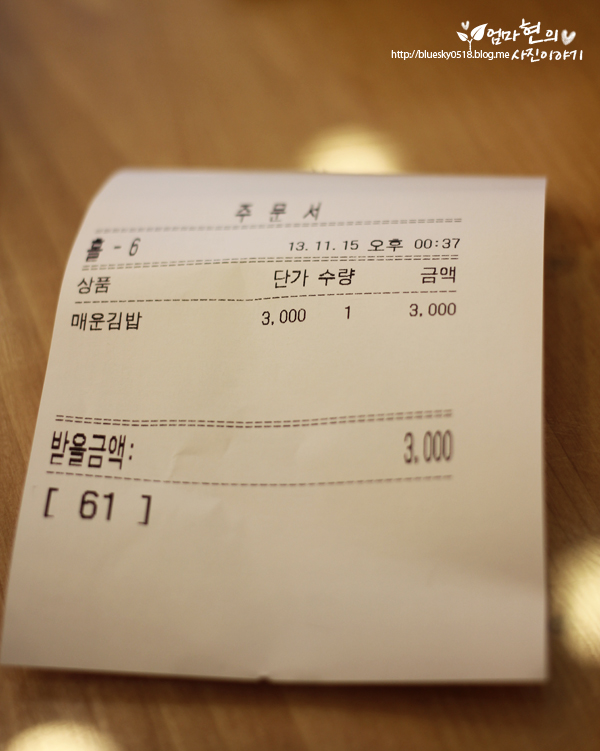 엄마현의
http://bluesky0518.blog.me 사진이야기
주 문 서
홀 - 6 13. 11. 15 오후 00:37
상품 단가 수량 금액
매운김밥 3,000 1 3,000
받을금액: 3,000
[ 61 ]